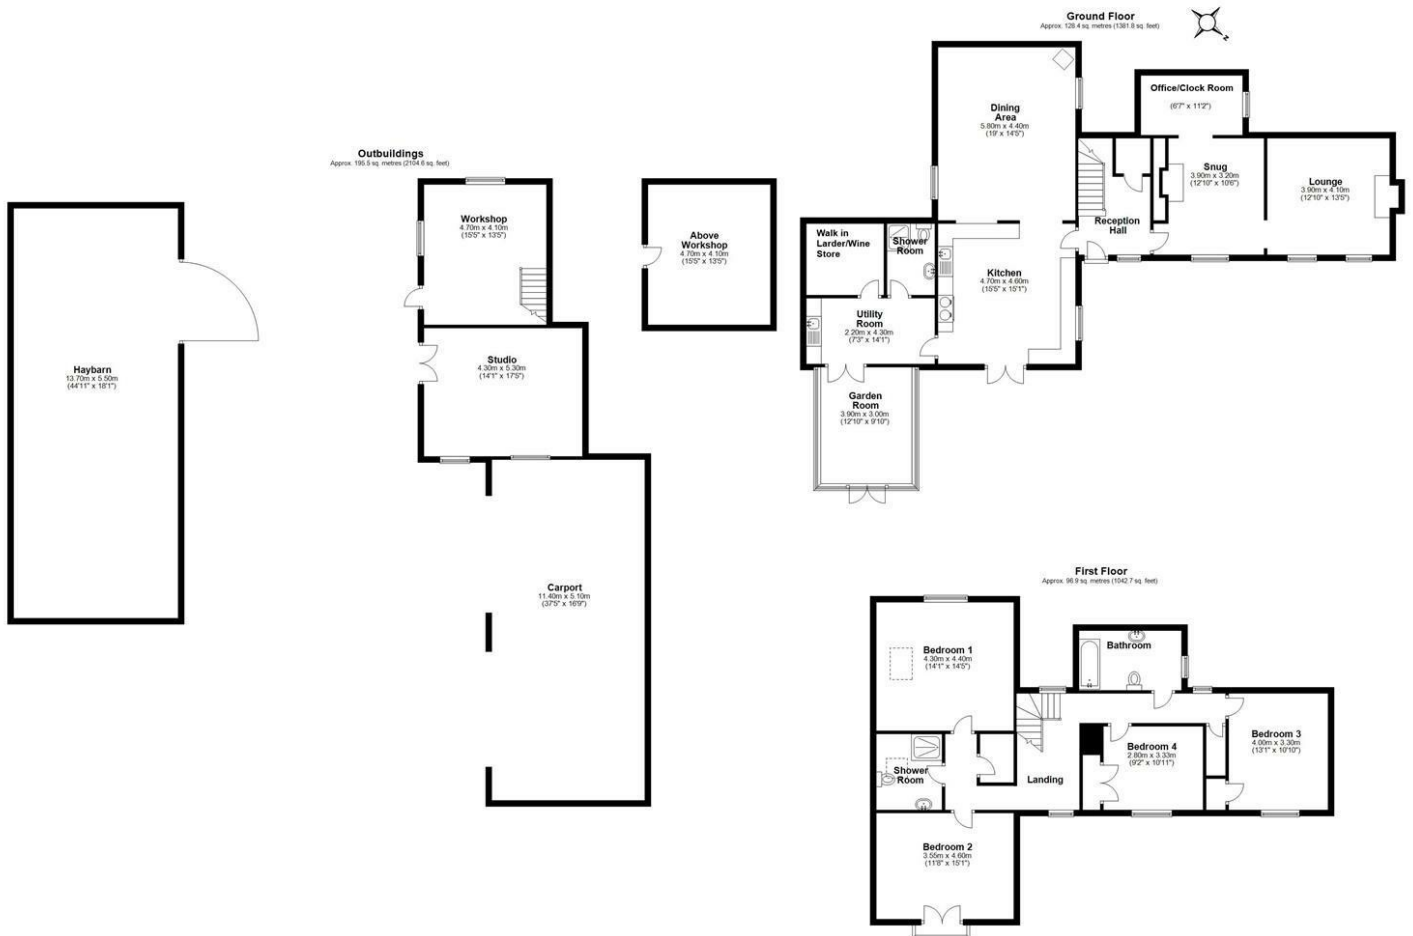 Ground Floor
Approx. 128.4 sq. metres (1381.8 sq. feet)
N
Dining
Area
5.80m x 4.40m
(19' x 14'5")
Office/Clock Room
(6'7" x 11'2")
Snug
3.90m x 3.20m
(12'10" x 10'6")
Lounge
3.90m x 4.10m
(12'10" x 13'5")
Reception
Hall
Walk in
Larder/Wine
Store
Shower
Room
Kitchen
4.70m x 4.60m
(15'5" x 15'1")
Utility
Room
2.20m x 4.30m
(7'3" x 14'1")
Garden
Room
3.90m x 3.00m
(12'10" x 9'10")
Outbuildings
Approx. 195.5 sq. metres (2104.6 sq. feet)
Workshop
4.70m x 4.10m
(15'5" x 13'5")
Above
Workshop
4.70m x 4.10m
(15'5" x 13'5")
Haybarn
13.70m x 5.50m
(44'11" x 18'1")
Studio
4.30m x 5.30m
(14'1" x 17'5")
Carport
11.40m x 5.10m
(37'5" x 16'9")
First Floor
Approx. 96.9 sq. metres (1042.7 sq. feet)
Bedroom 1
4.30m x 4.40m
(14'1" x 14'5")
Bathroom
Bedroom 3
4.00m x 3.30m
(13'1" x 10'10")
Bedroom 4
2.80m x 3.33m
(9'2" x 10'11")
Shower
Room
Landing
Bedroom 2
3.55m x 4.60m
(11'8" x 15'1")